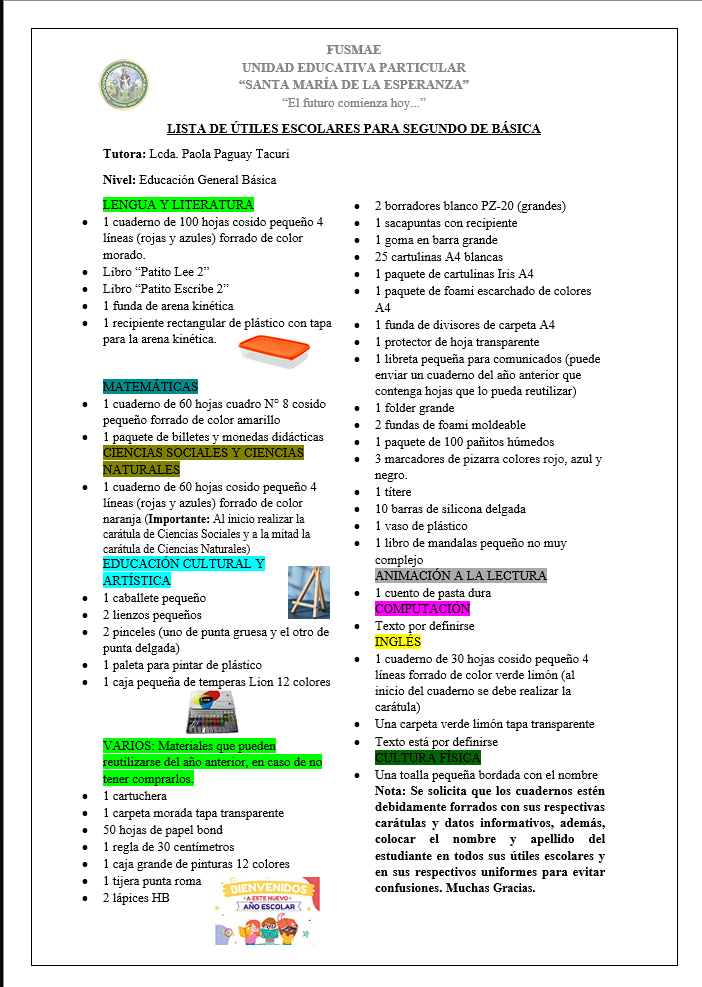 FUSMAE
UNIDAD EDUCATIVA PARTICULAR
“SANTA MARÍA DE LA ESPERANZA”
“El futuro comienza hoy...”
LISTA DE ÚTILES ESCOLARES PARA SEGUNDO DE BÁSICA
Tutora: Lcda. Paola Paguay Tacuri
Nivel: Educación General Básica
LENGUA Y LITERATURA
• 1 cuaderno de 100 hojas cosido pequeño 4
líneas (rojas y azules) forrado de color
morado.
• Libro “Patito Lee 2”
• Libro “Patito Escribe 2”
• 1 funda de arena kinética
• 1 recipiente rectangular de plástico con tapa
para la arena kinética.
MATEMÁTICAS
• 1 cuaderno de 60 hojas cuadro N° 8 cosido
pequeño forrado de color amarillo
• 1 paquete de billetes y monedas didácticas
CIENCIAS SOCIALES Y CIENCIAS
NATURALES
• 1 cuaderno de 60 hojas cosido pequeño 4
líneas (rojas y azules) forrado de color
naranja (Importante: Al inicio realizar la
carátula de Ciencias Sociales y a la mitad la
carátula de Ciencias Naturales)
EDUCACIÓN CULTURAL Y
ARTÍSTICA
• 1 caballete pequeño
• 2 lienzos pequeños
• 2 pinceles (uno de punta gruesa y el otro de
punta delgada)
• 1 paleta para pintar de plástico
• 1 caja pequeña de temperas Lion 12 colores
VARIOS: Materiales que pueden
reutilizarse del año anterior, en caso de no
tener comprarlos.
• 1 cartuchera
• 1 carpeta morada tapa transparente
• 50 hojas de papel bond
• 1 regla de 30 centímetros
• 1 caja grande de pinturas 12 colores
• 1 tijera punta roma
• 2 lápices HB
BIENVENIDOS
A ESTE NUEVO
AÑO ESCOLAR
• 2 borradores blanco PZ-20 (grandes)
• 1 sacapuntas con recipiente
• 1 goma en barra grande
• 25 cartulinas A4 blancas
• 1 paquete de cartulinas Iris A4
• 1 paquete de foami escarchado de colores
A4
• 1 funda de divisores de carpeta A4
• 1 protector de hoja transparente
• 1 libreta pequeña para comunicados (puede
enviar un cuaderno del año anterior que
contenga hojas que lo pueda reutilizar)
• 1 folder grande
• 2 fundas de foami moldeable
• 1 paquete de 100 pañitos húmedos
• 3 marcadores de pizarra colores rojo, azul y
negro.
• 1 títere
• 10 barras de silicona delgada
• 1 vaso de plástico
• 1 libro de mandalas pequeño no muy
complejo
ANIMACIÓN A LA LECTURA
• 1 cuento de pasta dura
COMPUTACIÓN
• Texto por definirse
INGLÉS
• 1 cuaderno de 30 hojas cosido pequeño 4
líneas forrado de color verde limón (al
inicio del cuaderno se debe realizar la
carátula)
• Una carpeta verde limón tapa transparente
• Texto está por definirse
CULTURA FÍSICA
• Una toalla pequeña bordada con el nombre
Nota: Se solicita que los cuadernos estén
debidamente forrados con sus respectivas
carátulas y datos informativos, además,
colocar el nombre y apellido del
estudiante en todos sus útiles escolares y
en sus respectivos uniformes para evitar
confusiones. Muchas Gracias.